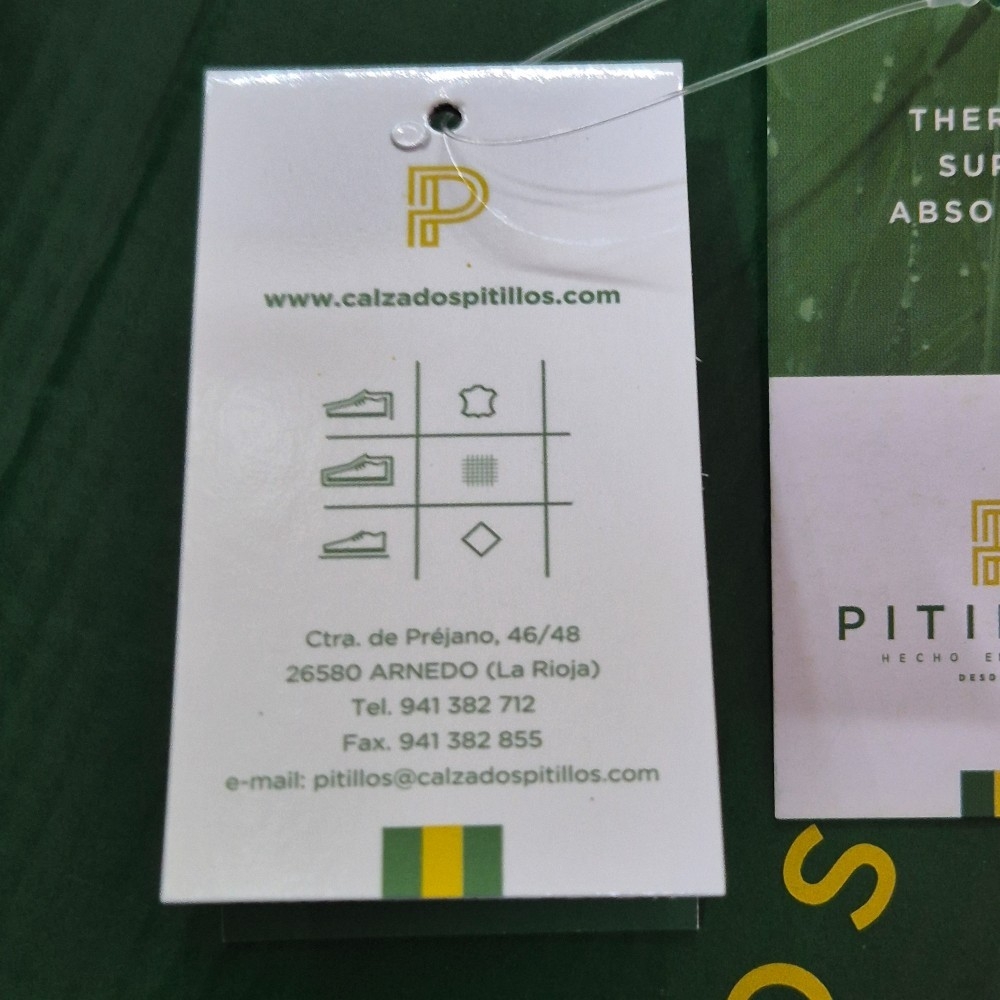 P
www.calzadospitillos.com
Ctra. de Préjano, 46/48
26580 ARNEDO (La Rioja)
Tel. 941 382 712
Fax. 941 382 855
e-mail: pitillos@calzadospitillos.com
THER
SUP
ABSO
PITI
HECHO E
DESD
OS